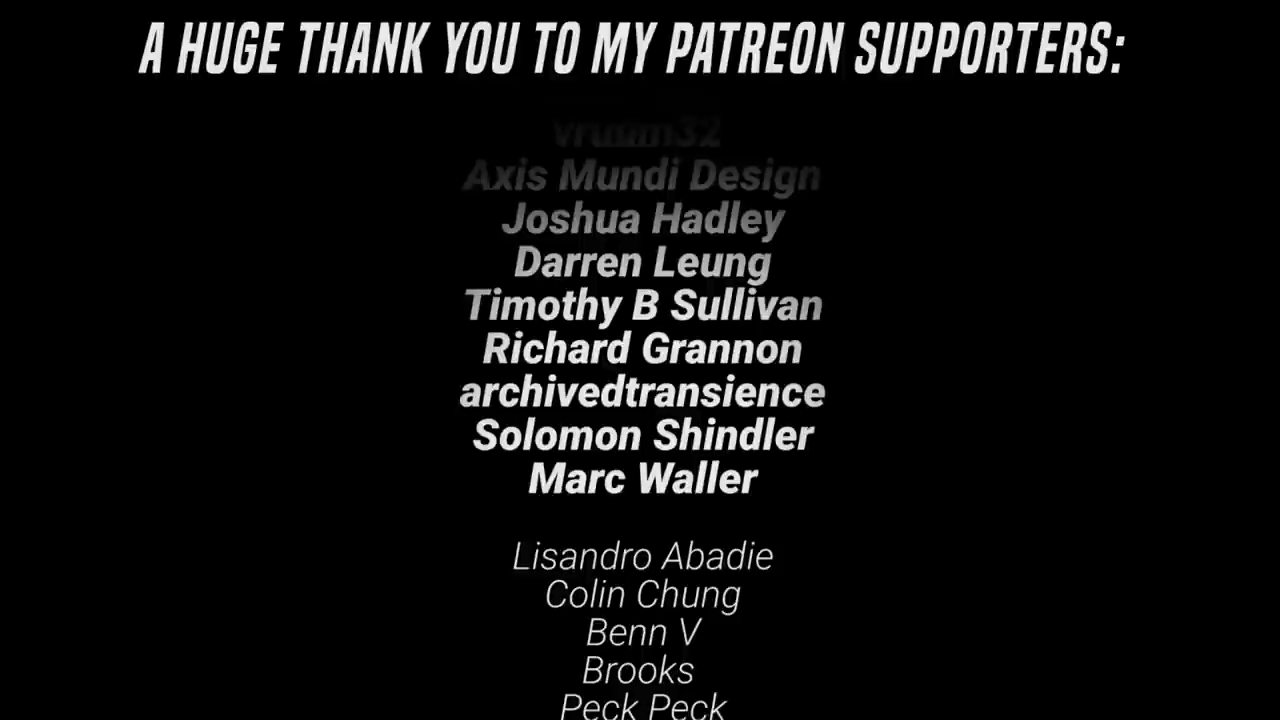 A HUGE THANK YOU TO MY PATREON SUPPORTERS:
Axis Mundi Design
Joshua Hadley
Darren Leung
Timothy B Sullivan
Richard Grannon
archivedtransience
Solomon Shindler
Marc Waller
Lisandro Abadie
Colin Chung
Benn V
Brooks
Peck Peck